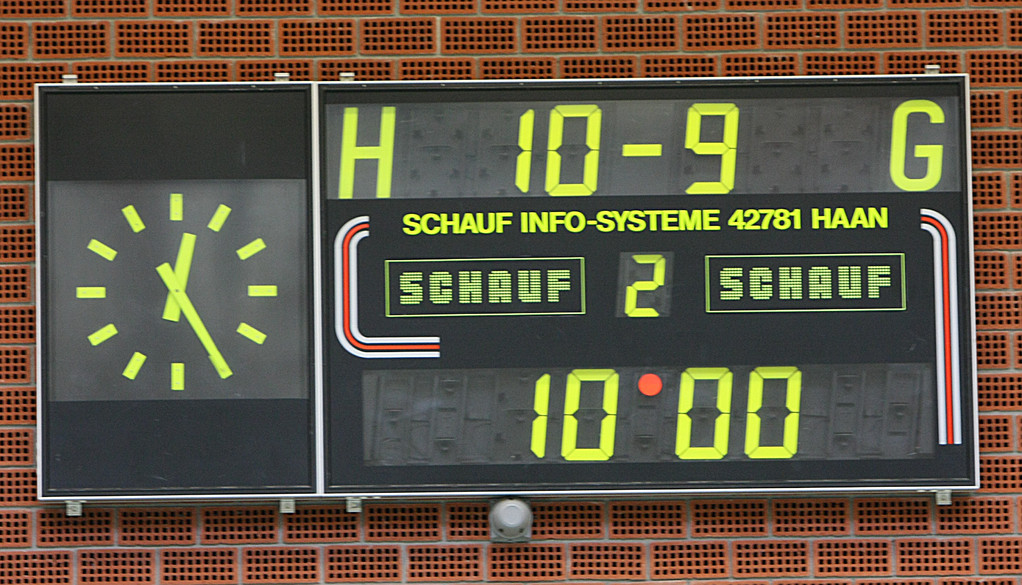 H 10-9 G
SCHAUF INFO-SYSTEME 42781 HAAN
SCHAUF 2 SCHAUF
10 00